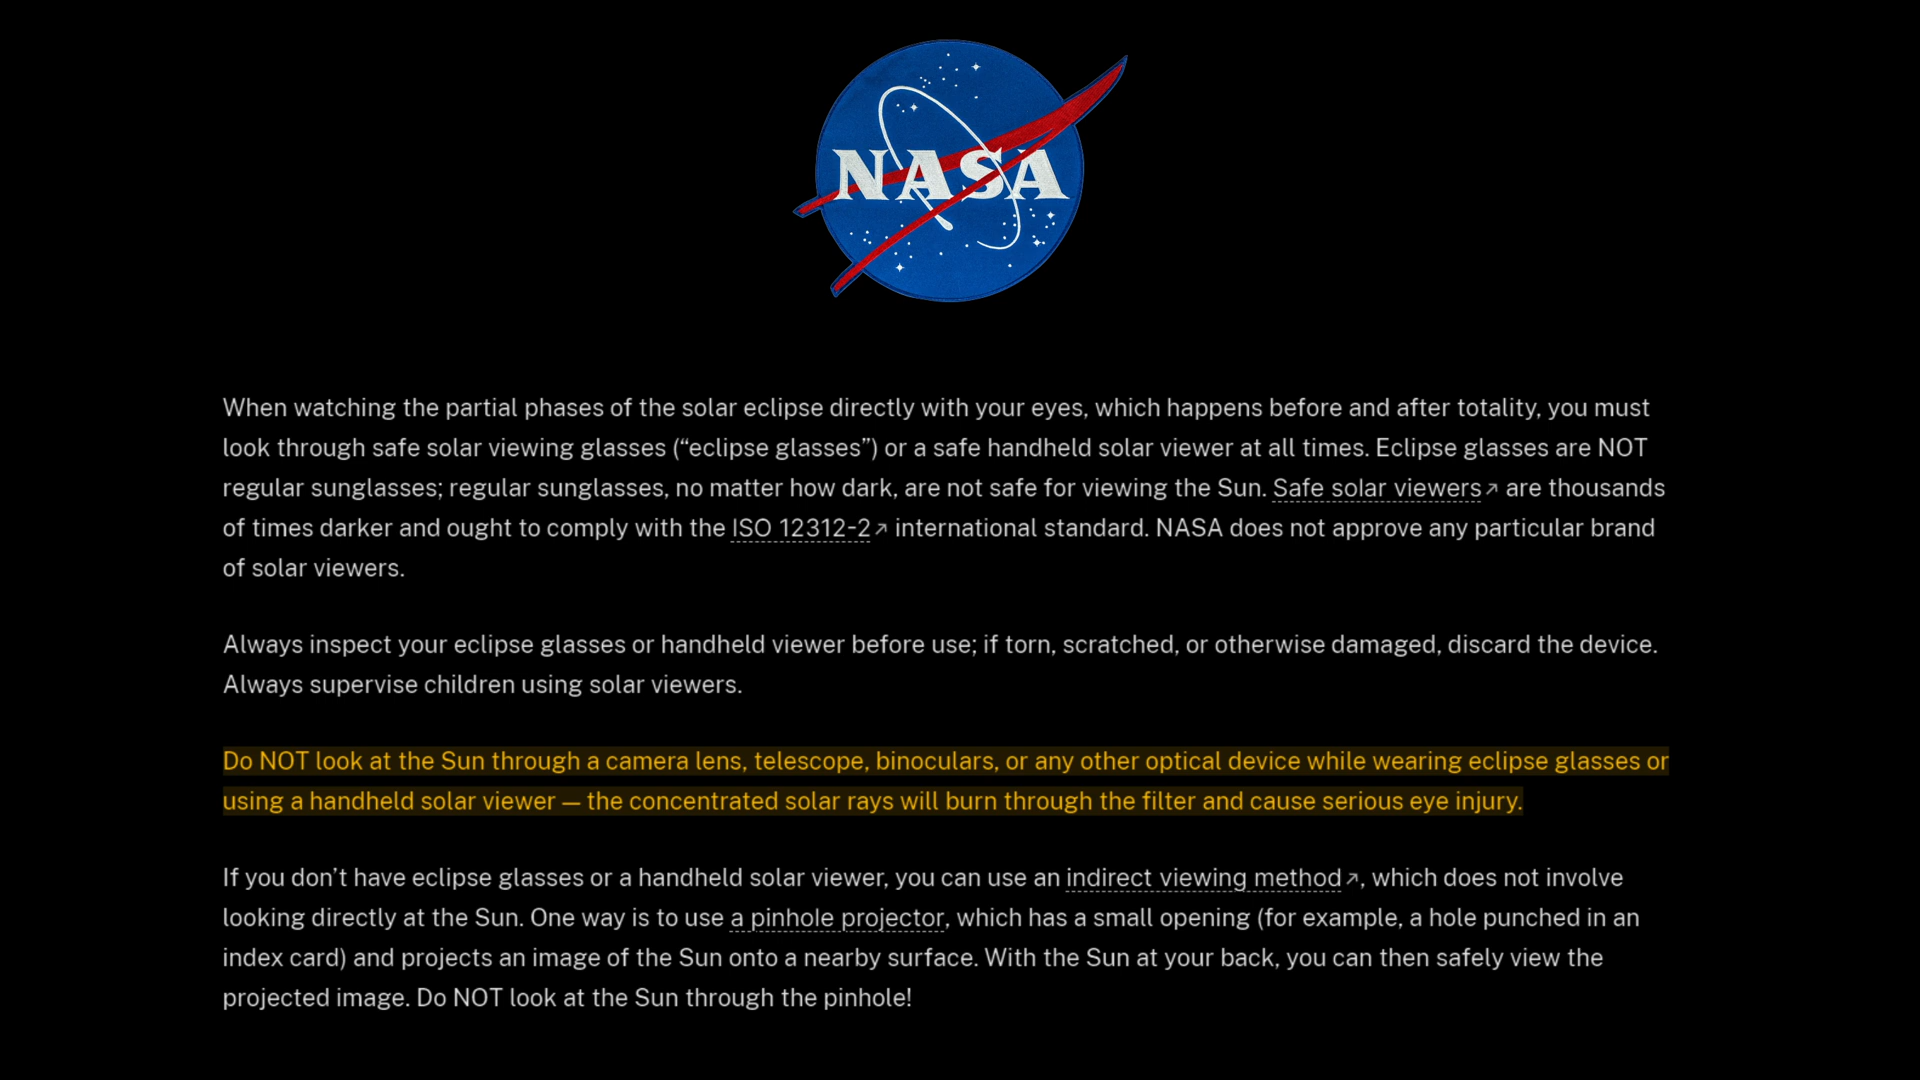 NASA
When watching the partial phases of the solar eclipse directly with your eyes, which happens before and after totality, you must
look through safe solar viewing glasses (“eclipse glasses”) or a safe handheld solar viewer at all times. Eclipse glasses are NOT
regular sunglasses; regular sunglasses, no matter how dark, are not safe for viewing the Sun. Safe solar viewers↗ are thousands
of times darker and ought to comply with the ISO 12312-2↗ international standard. NASA does not approve any particular brand
of solar viewers.
Always inspect your eclipse glasses or handheld viewer before use; if torn, scratched, or otherwise damaged, discard the device.
Always supervise children using solar viewers.
Do NOT look at the Sun through a camera lens, telescope, binoculars, or any other optical device while wearing eclipse glasses or
using a handheld solar viewer — the concentrated solar rays will burn through the filter and cause serious eye injury.
If you don’t have eclipse glasses or a handheld solar viewer, you can use an indirect viewing method↗, which does not involve
looking directly at the Sun. One way is to use a pinhole projector, which has a small opening (for example, a hole punched in an
index card) and projects an image of the Sun onto a nearby surface. With the Sun at your back, you can then safely view the
projected image. Do NOT look at the Sun through the pinhole!